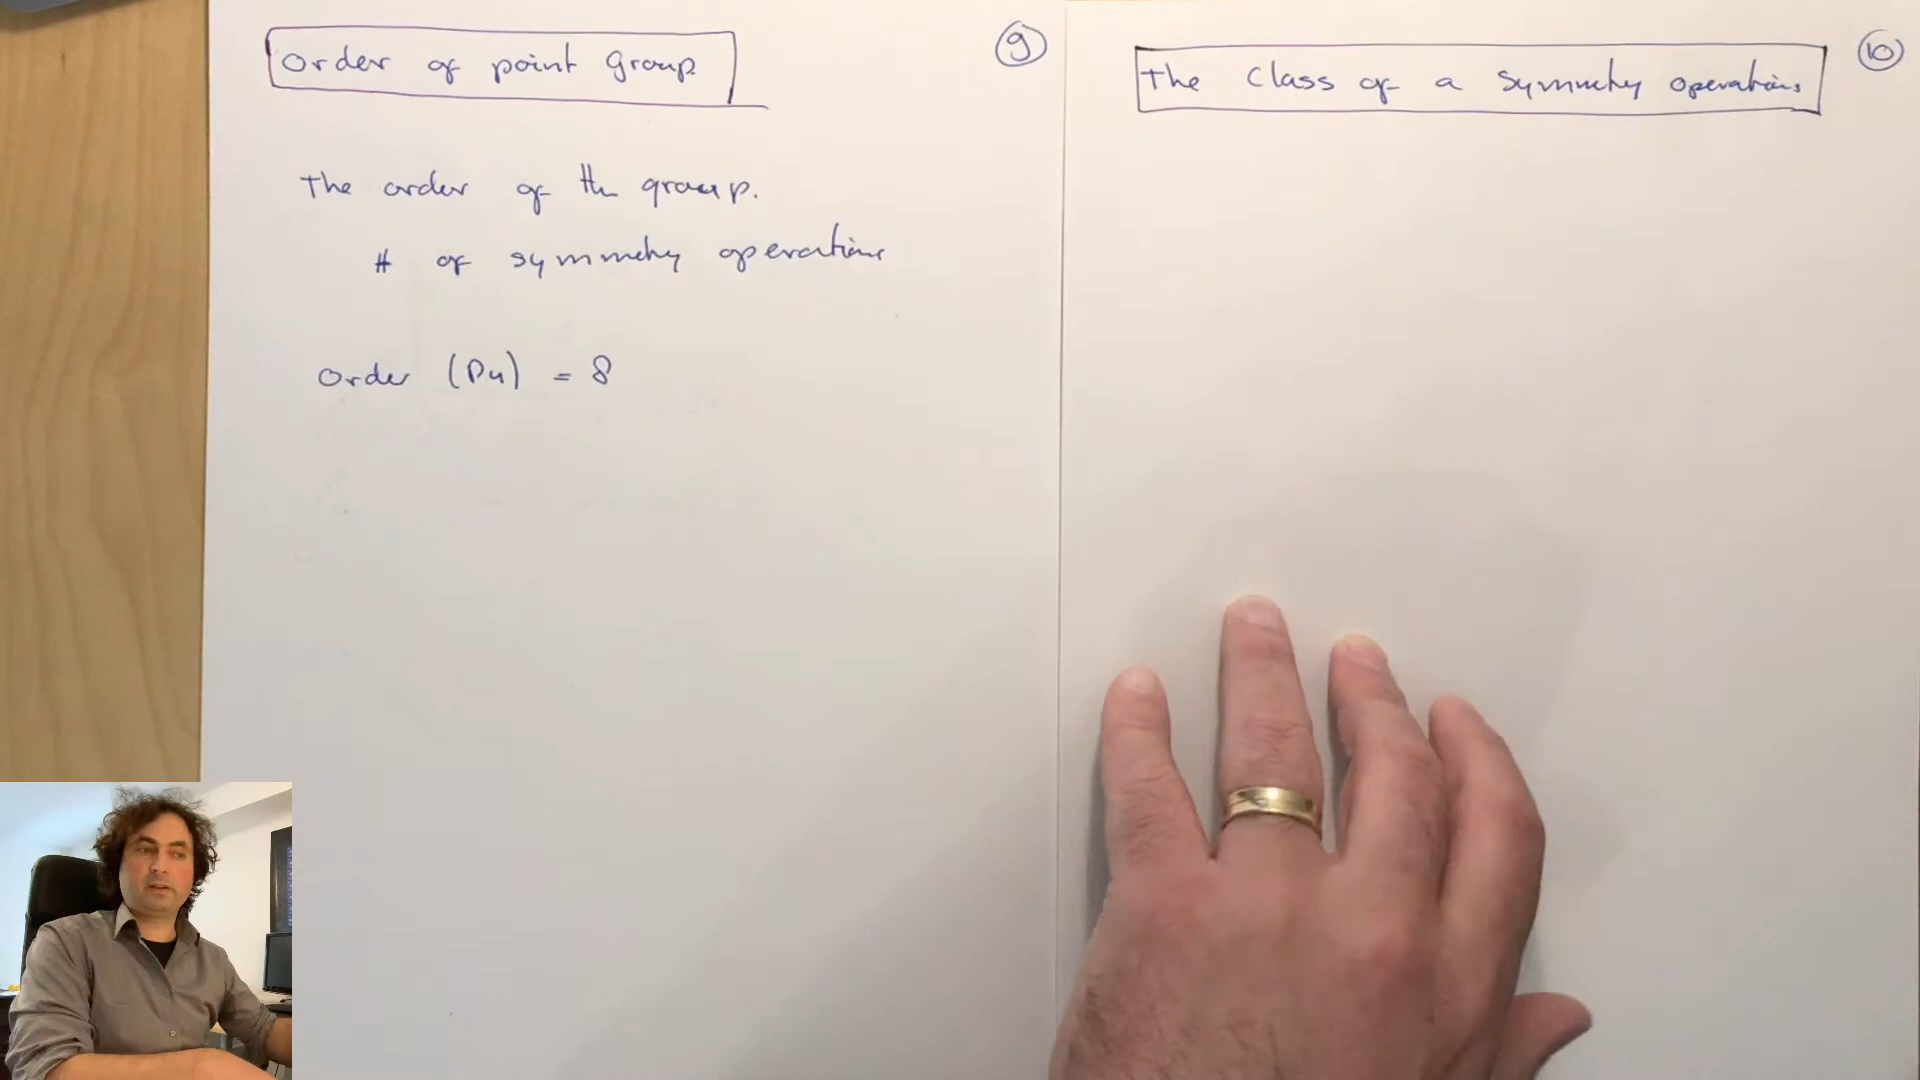 Order of point Group
9
The order of the group.
# of symmetry operations
Order (D4) = 8
The Class of a Symmetry Operations
10